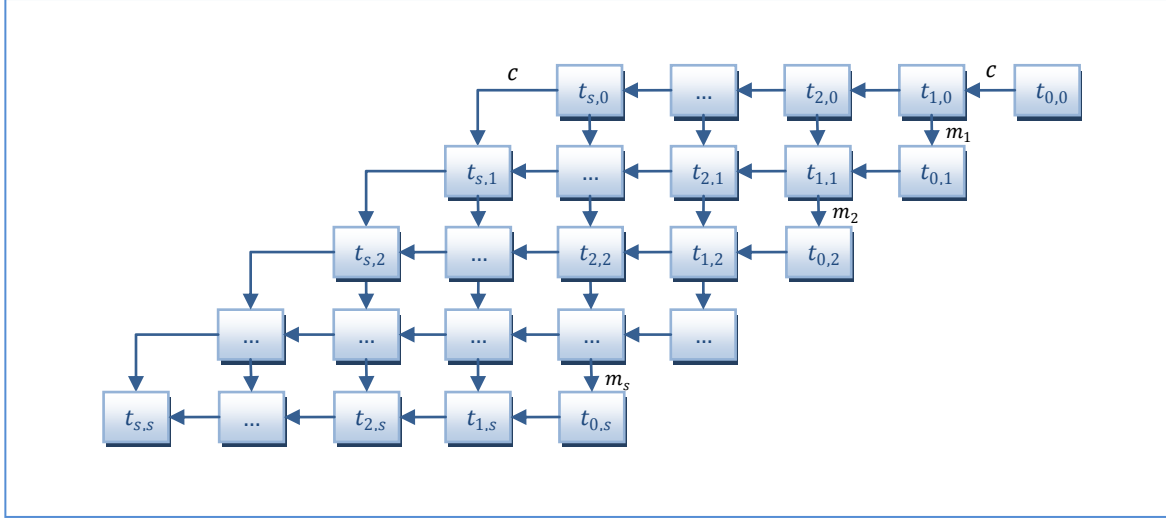 c t_{s,0} ... t_{2,0} t_{1,0} c t_{0,0}
m_1
t_{s,1} ... t_{2,1} t_{1,1} t_{0,1}
m_2
t_{s,2} ... t_{2,2} t_{1,2} t_{0,2}
... ... ... ... ...
m_s
t_{s,s} ... t_{2,s} t_{1,s} t_{0,s}